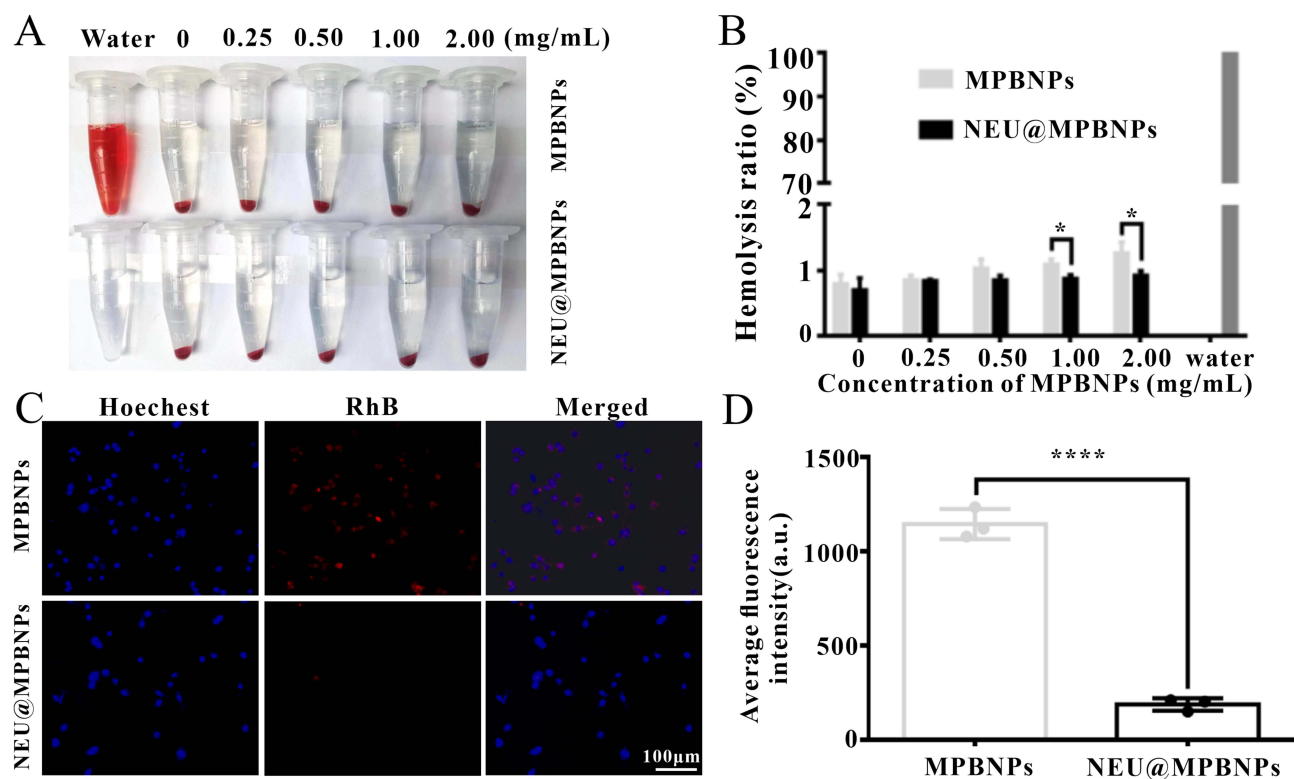 A
Water 0 0.25 0.50 1.00 2.00 (mg/mL)
MPBNPs
NEU@MPBNPs
B
Hemolysis ratio (%)
100
90
80
70
2
1
0
MPBNPs
NEU@MPBNPs
*
*
0 0.25 0.50 1.00 2.00 water
Concentration of MPBNPs (mg/mL)
C
Hoechest RhB Merged
MPBNPs
NEU@MPBNPs
100μm
D
Average fluorescence
intensity(a.u.)
1500
1000
500
0
****
MPBNPs NEU@MPBNPs